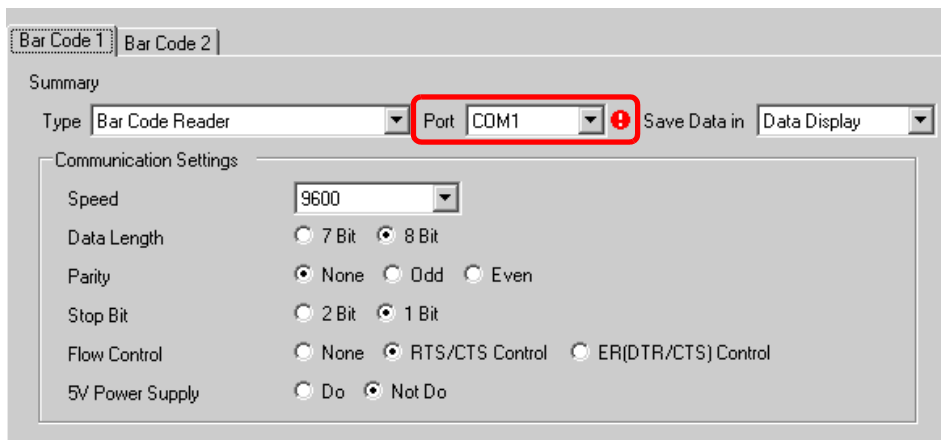 Bar Code 1 Bar Code 2
Summary
Type Bar Code Reader Port COM1 Save Data in Data Display
Communication Settings
Speed 9600
Data Length 7 Bit 8 Bit
Parity None Odd Even
Stop Bit 2 Bit 1 Bit
Flow Control None RTS/CTS Control ER(DTR/CTS) Control
5V Power Supply Do Not Do